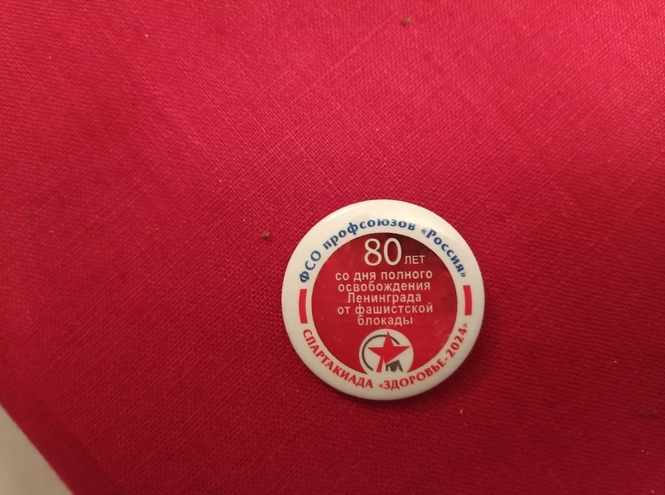 ФСО профсоюзов «Россия»
80 ЛЕТ
со дня полного
освобождения
Ленинграда
от фашистской
блокады
СПАРТАКИАДА «ЗДОРОВЬЕ-2024»